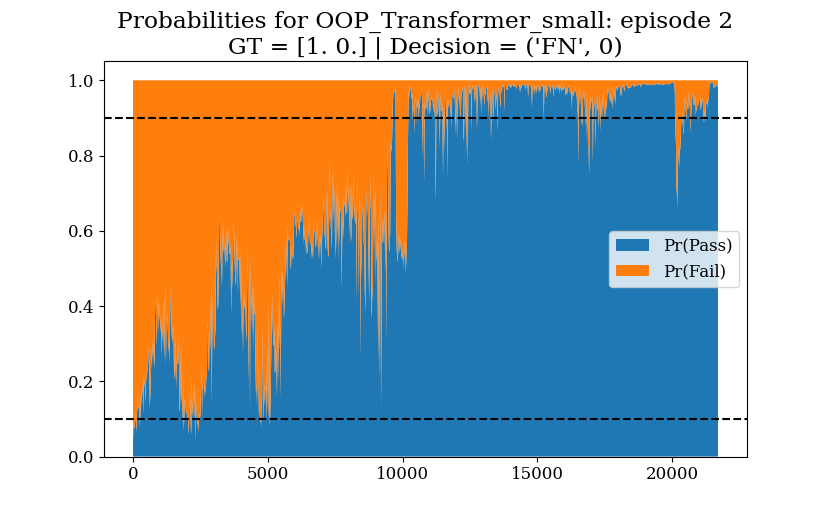 Probabilities for OOP_Transformer_small: episode 2
GT = [1. 0.] | Decision = ('FN', 0)
1.0
0.8
0.6
0.4
0.2
0.0
Pr(Pass)
Pr(Fail)
0
5000
10000
15000
20000